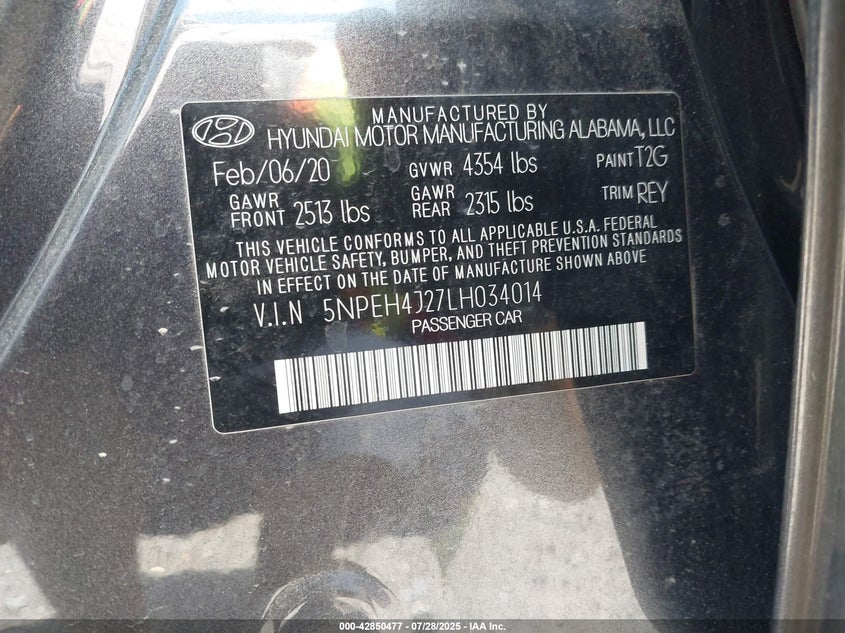 MANUFACTURED BY
HYUNDAI MOTOR MANUFACTURING ALABAMA, LLC
Feb/06/20 GVWR 4354 lbs PAINT T2G
GAWR FRONT 2513 lbs GAWR REAR 2315 lbs TRIM REY
THIS VEHICLE CONFORMS TO ALL APPLICABLE U.S.A. FEDERAL
MOTOR VEHICLE SAFETY, BUMPER, AND THEFT PREVENTION STANDARDS
IN EFFECT ON THE DATE OF MANUFACTURE SHOWN ABOVE
V.I.N 5NPEH4J27LH034014
PASSENGER CAR
000-42850477 - 07/28/2025 - IAA Inc.